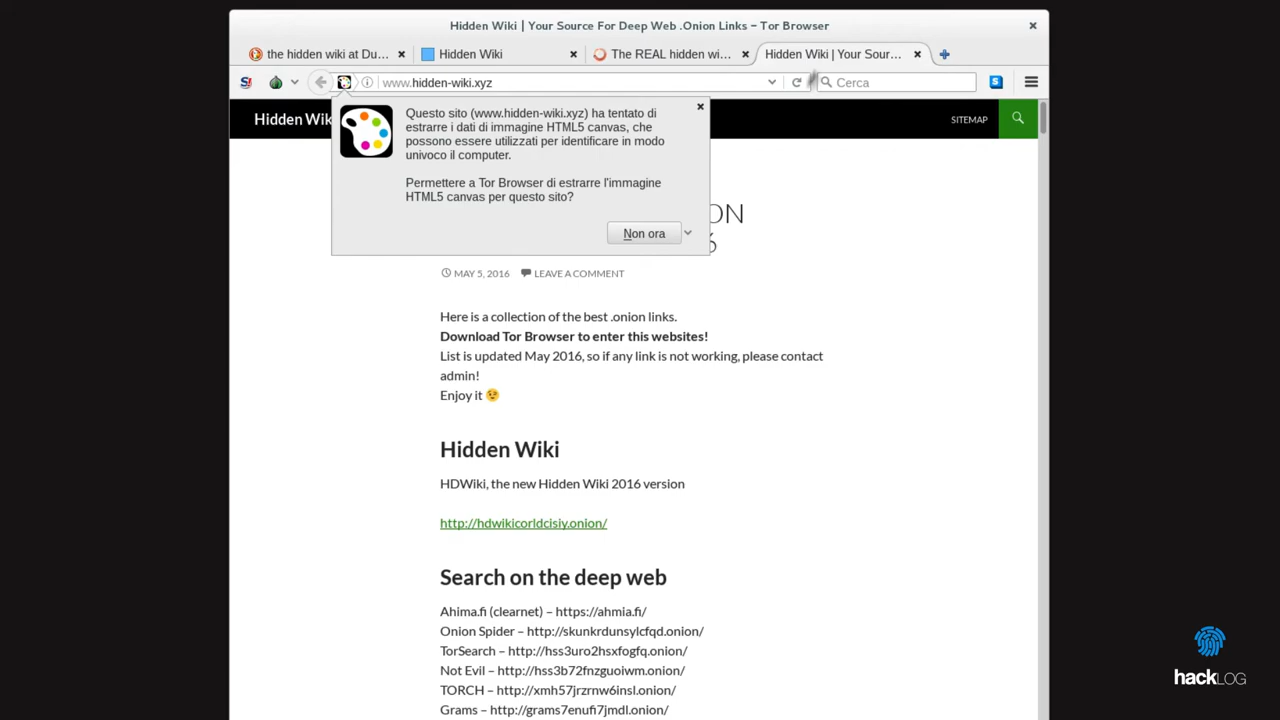 Hidden Wiki | Your Source For Deep Web .Onion Links – Tor Browser
the hidden wiki at Du...
Hidden Wiki
The REAL hidden wi...
Hidden Wiki | Your Sour...
www.hidden-wiki.xyz
Cerca
Hidden Wik
SITEMAP
Questo sito (www.hidden-wiki.xyz) ha tentato di
estrarre i dati di immagine HTML5 canvas, che
possono essere utilizzati per identificare in modo
univoco il computer.
Permettere a Tor Browser di estrarre l'immagine
HTML5 canvas per questo sito?
Non ora
ON
6
MAY 5, 2016
LEAVE A COMMENT
Here is a collection of the best .onion links.
Download Tor Browser to enter this websites!
List is updated May 2016, so if any link is not working, please contact
admin!
Enjoy it 😉
Hidden Wiki
HDWiki, the new Hidden Wiki 2016 version
http://hdwikicorldcisiy.onion/
Search on the deep web
Ahima.fi (clearnet) – https://ahmia.fi/
Onion Spider – http://skunkrdunsylcfqd.onion/
TorSearch – http://hss3uro2hsxfogfq.onion/
Not Evil – http://hss3b72fnzguoiwm.onion/
TORCH – http://xmh57jrzrnw6insl.onion/
Grams – http://grams7enufi7jmdl.onion/
hackLOG